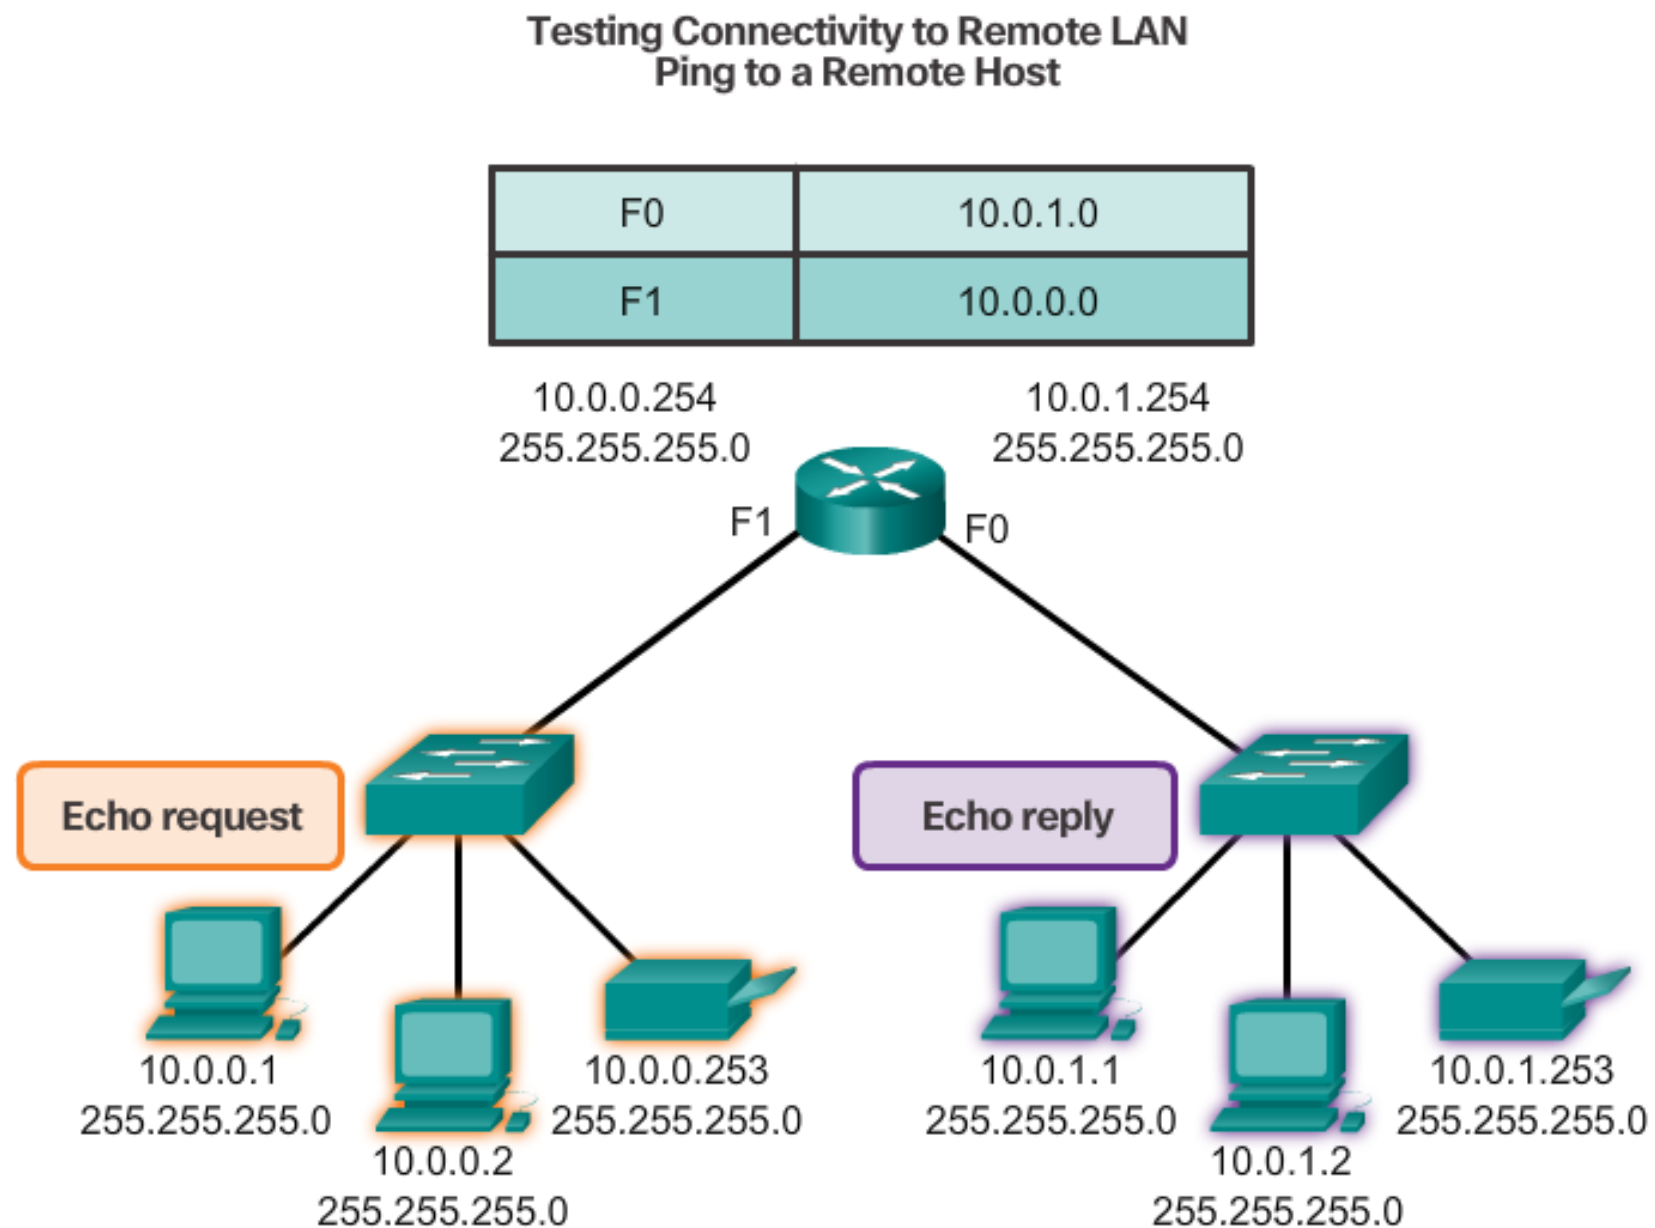 Testing Connectivity to Remote LAN
Ping to a Remote Host
F0 10.0.1.0
F1 10.0.0.0
10.0.0.254
255.255.255.0
10.0.1.254
255.255.255.0
F1
F0
Echo request
Echo reply
10.0.0.1
255.255.255.0
10.0.0.2
255.255.255.0
10.0.0.253
255.255.255.0
10.0.1.1
255.255.255.0
10.0.1.2
255.255.255.0
10.0.1.253
255.255.255.0